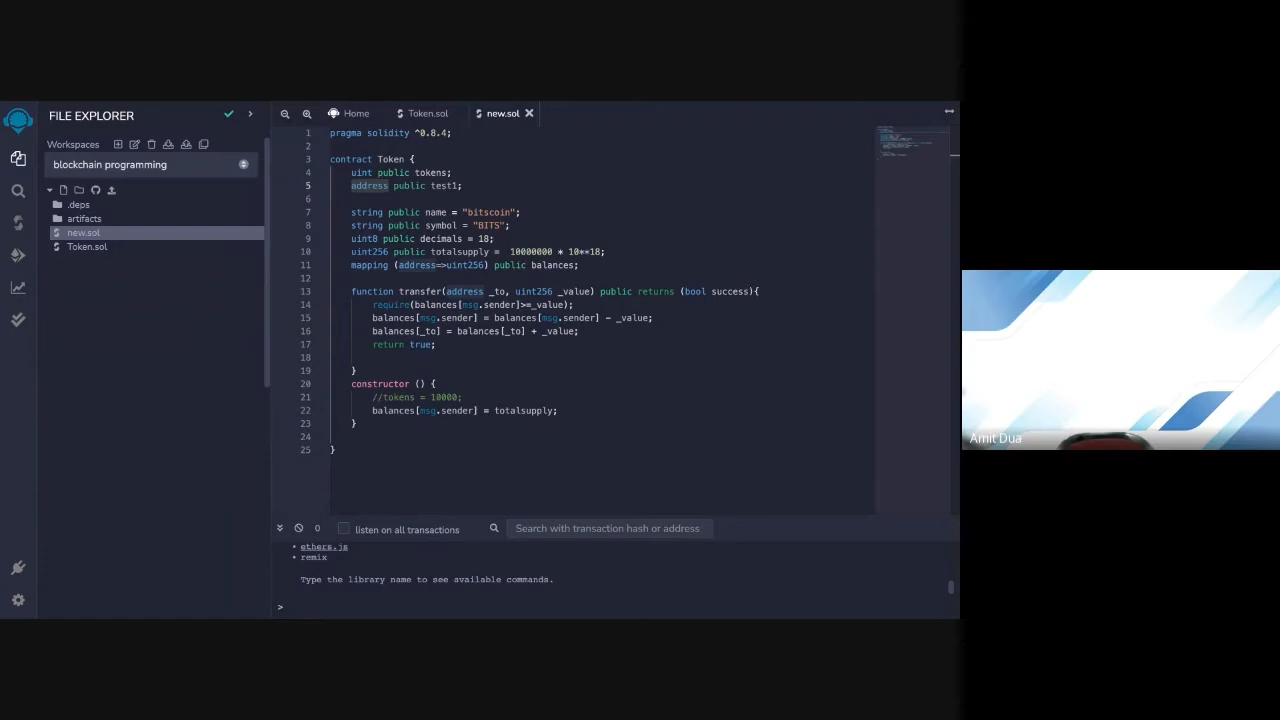 FILE EXPLORER
Workspaces
blockchain programming
.deps
artifacts
new.sol
Token.sol
Home
Token.sol
new.sol
1 pragma solidity ^0.8.4;
2
3 contract Token {
4 uint public tokens;
5 address public test1;
6
7 string public name = "bitscoin";
8 string public symbol = "BITS";
9 uint8 public decimals = 18;
10 uint256 public totalsupply = 10000000 * 10**18;
11 mapping (address=>uint256) public balances;
12
13 function transfer(address _to, uint256 _value) public returns (bool success){
14 require(balances[msg.sender]>=_value);
15 balances[msg.sender] = balances[msg.sender] - _value;
16 balances[_to] = balances[_to] + _value;
17 return true;
18
19 }
20 constructor () {
21 //tokens = 10000;
22 balances[msg.sender] = totalsupply;
23 }
24
25 }
0 listen on all transactions Search with transaction hash or address
• ethers.js
• remix
Type the library name to see available commands.
>
Amit Dua